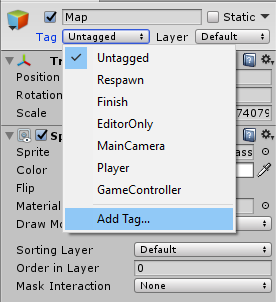 Map Static
Tag Untagged Layer Default
Untagged
Respawn
Finish
EditorOnly
MainCamera
Player
GameController
Add Tag...
Tr
Position
Rotation
Scale 74079
Sp
Sprite ass
Color
Flip
Material
Draw Mo
Sorting Layer Default
Order in Layer 0
Mask Interaction None